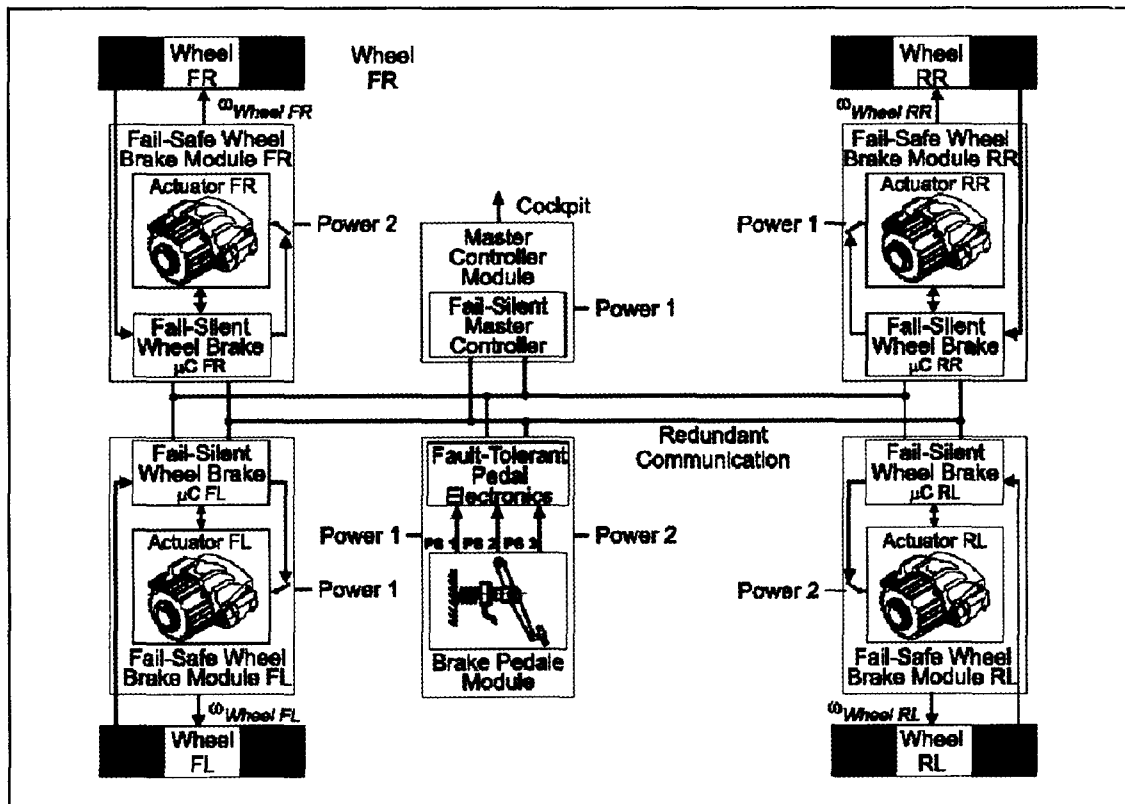 Wheel
FR
Wheel
FR
Wheel
RR
ωWheel FR
ωWheel RR
Fail-Safe Wheel
Brake Module FR
Actuator FR
Power 2
Fail-Silent
Wheel Brake
µC FR
Cockpit
Master
Controller
Module
Fail-Silent
Master
Controller
Power 1
Fail-Safe Wheel
Brake Module RR
Actuator RR
Power 1
Fail-Silent
Wheel Brake
µC RR
Redundant
Communication
Fail-Silent
Wheel Brake
µC FL
Actuator FL
Power 1
Fail-Safe Wheel
Brake Module FL
Fault-Tolerant
Pedal
Electronics
Power 1
PS 1 PS 2 PS 3
Power 2
Brake Pedale
Module
Fail-Silent
Wheel Brake
µC RL
Actuator RL
Power 2
Fail-Safe Wheel
Brake Module RL
ωWheel FL
ωWheel RL
Wheel
FL
Wheel
RL